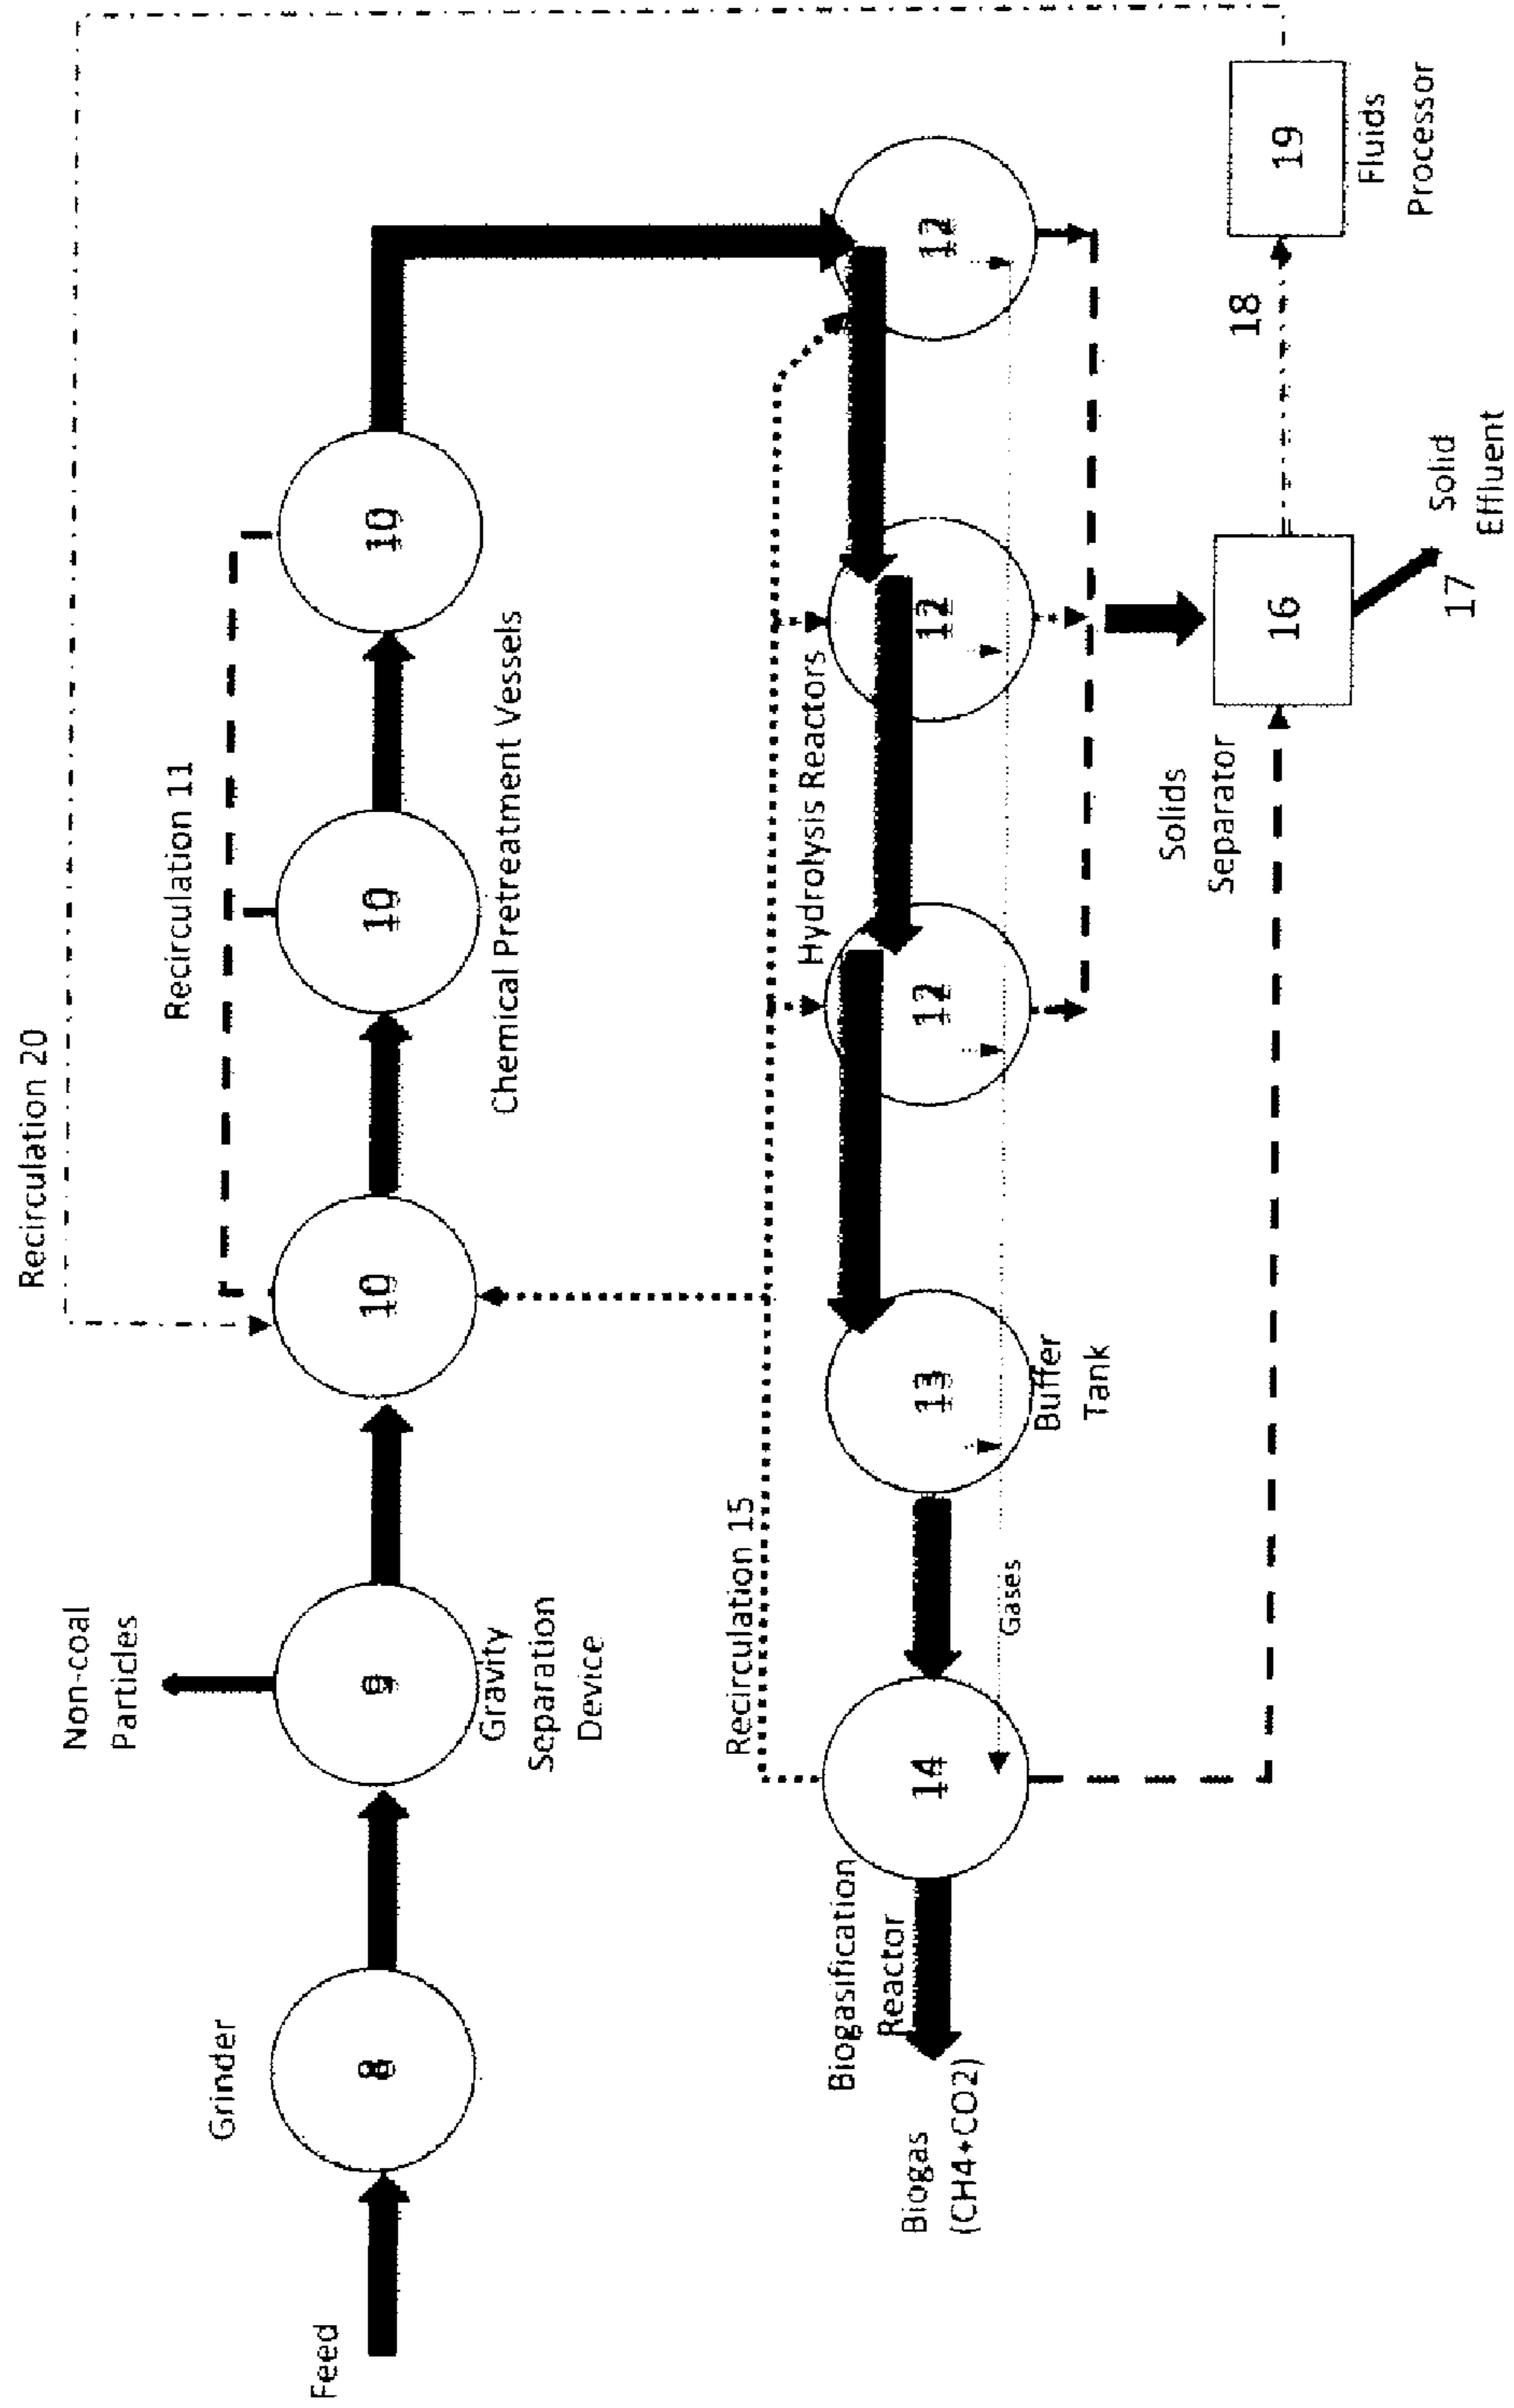 Recirculation 20
Recirculation 11
Non-coal
Particles
Grinder
Feed
8
9
10
10
10
Gravity
Separation
Device
Chemical Pretreatment Vessels
Recirculation 15
Hydrolysis Reactors
Biogasification
Reactor
Biogas
(CH4+CO2)
14
13
12
12
12
Gases
Buffer
Tank
Solids
Separator
16
18
19
Fluids
Processor
17
Solid
Effluent